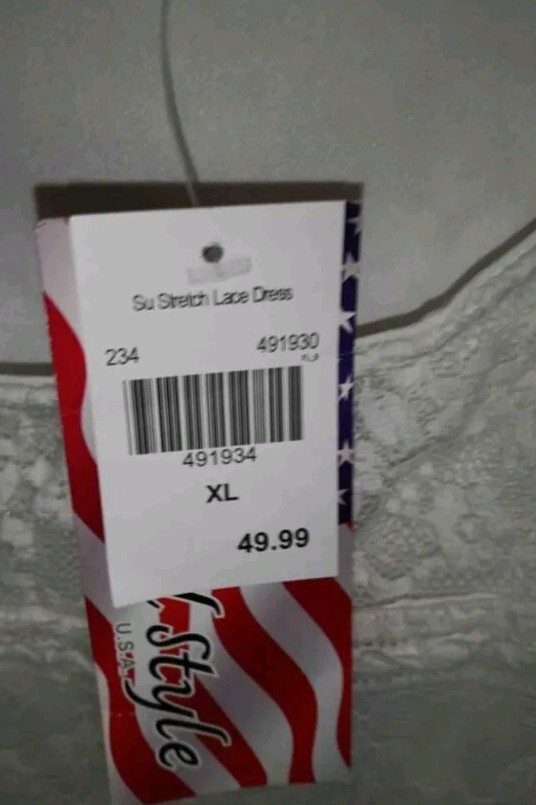 Su Stretch Lace Dress
234 491930
491934
XL
49.99
Style
U.S.A.